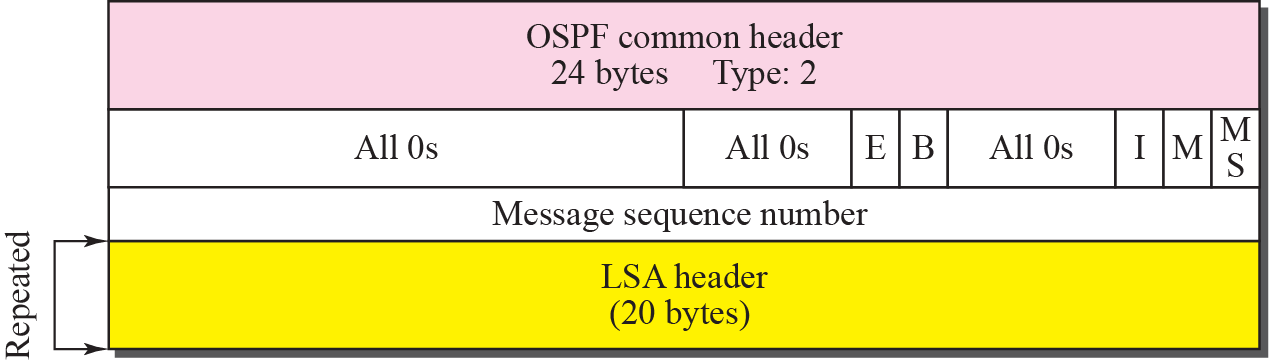 OSPF common header
24 bytes Type: 2
All 0s All 0s E B All 0s I M M S
Message sequence number
Repeated
LSA header
(20 bytes)